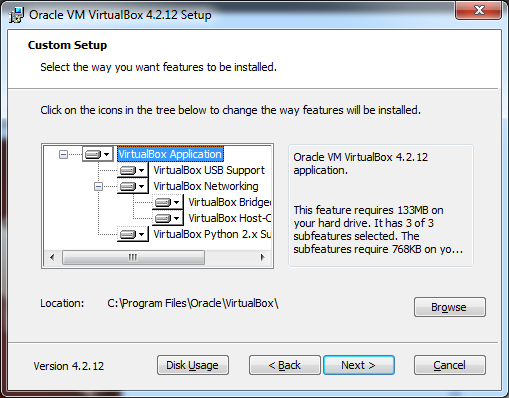 Oracle VM VirtualBox 4.2.12 Setup
Custom Setup
Select the way you want features to be installed.
Click on the icons in the tree below to change the way features will be installed.
VirtualBox Application
VirtualBox USB Support
VirtualBox Networking
VirtualBox Bridge
VirtualBox Host-C
VirtualBox Python 2.x Su
Oracle VM VirtualBox 4.2.12
application.
This feature requires 133MB on
your hard drive. It has 3 of 3
subfeatures selected. The
subfeatures require 768KB on yo...
Location: C:\Program Files\Oracle\VirtualBox\
Browse
Version 4.2.12
Disk Usage
< Back
Next >
Cancel